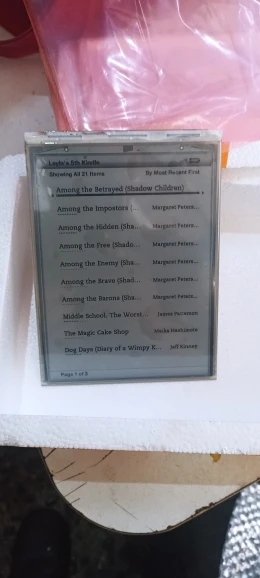 Layla's 5th Kindle
Showing All 21 Items By Most Recent First
Among the Betrayed (Shadow Children)
Among the Impostors (... Margaret Peters...
Among the Hidden (Sha... Margaret Peters...
Among the Free (Shado... Margaret Peters...
Among the Enemy (Sha... Margaret Peters...
Among the Brave (Shad... Margaret Peters...
Among the Barons (Sha... Margaret Peters...
Middle School, The Worst... James Patterson
The Magic Cake Shop Meika Hashimoto
Dog Days (Diary of a Wimpy K... Jeff Kinney
Page 1 of 3